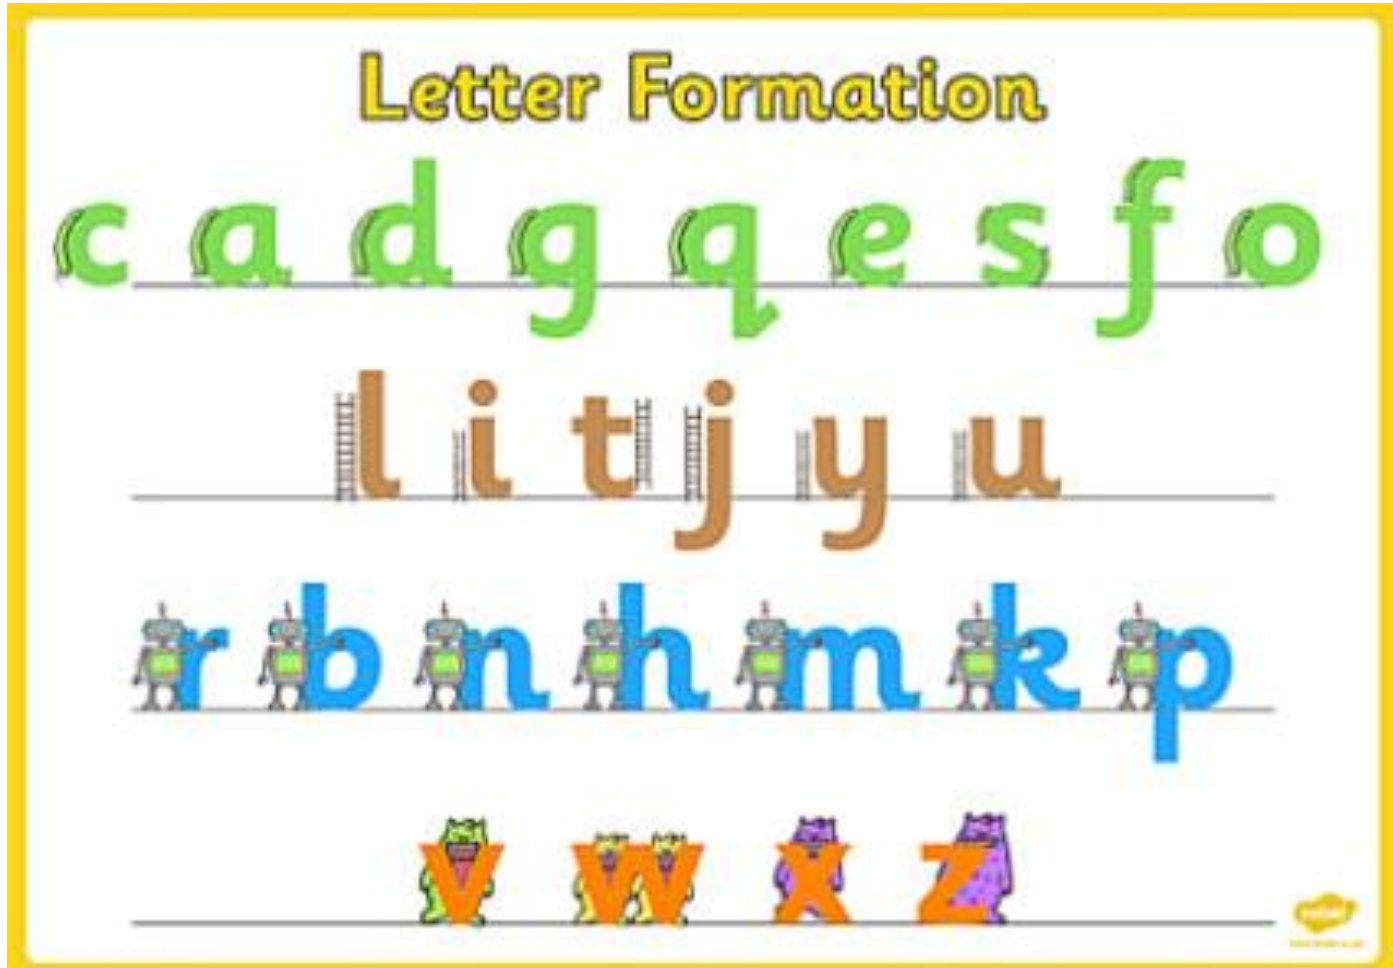 Letter Formation
c a d g q e s f o
l i t j y u
r b n h m k p
v w x z